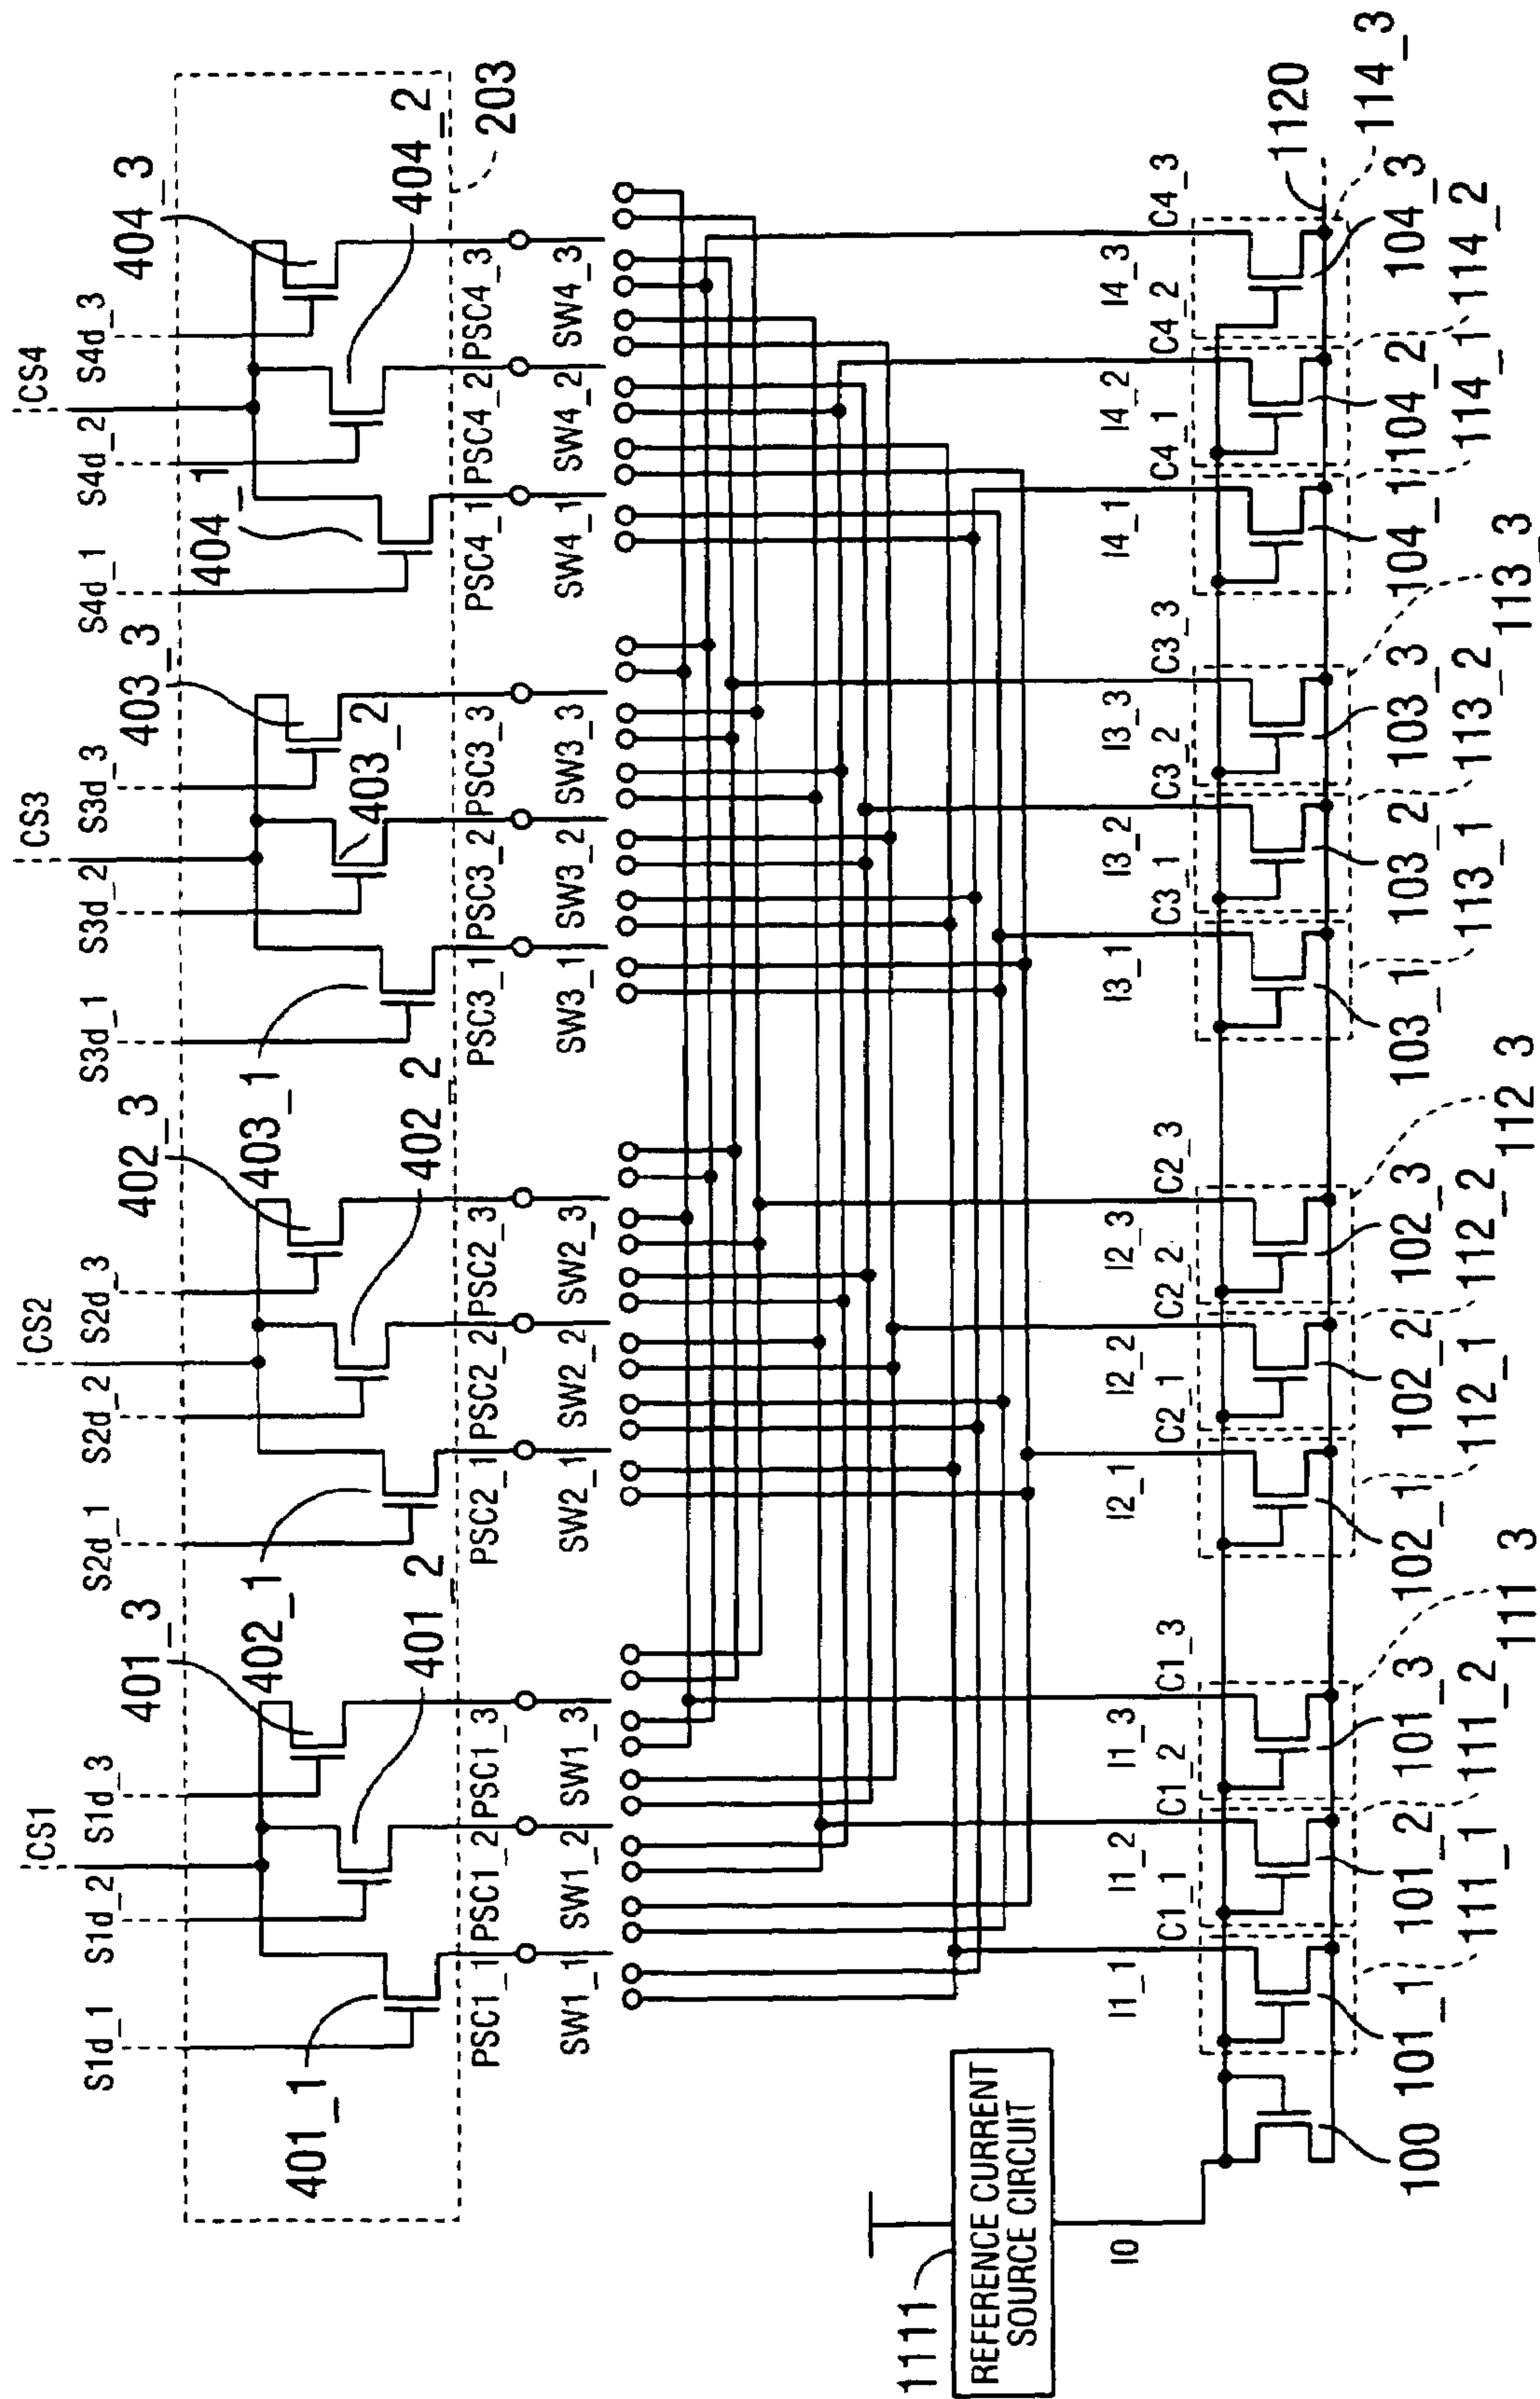 CS1
CS2
CS3
CS4
S1d_1
S1d_2
S1d_3
S2d_1
S2d_2
S2d_3
S3d_1
S3d_2
S3d_3
S4d_1
S4d_2
S4d_3
401_1
401_3
401_2
402_1
402_3
402_2
403_1
403_3
403_2
404_1
404_3
404_2
203
PSC1_1
PSC1_2
PSC1_3
PSC2_1
PSC2_2
PSC2_3
PSC3_1
PSC3_2
PSC3_3
PSC4_1
PSC4_2
PSC4_3
SW1_1
SW1_2
SW1_3
SW2_1
SW2_2
SW2_3
SW3_1
SW3_2
SW3_3
SW4_1
SW4_2
SW4_3
1111
REFERENCE CURRENT
SOURCE CIRCUIT
I0
I1_1
I1_2
I1_3
I2_1
I2_2
I2_3
I3_1
I3_2
I3_3
I4_1
I4_2
I4_3
C1_1
C1_2
C1_3
C2_1
C2_2
C2_3
C3_1
C3_2
C3_3
C4_1
C4_2
C4_3
1120
100
101_1
101_2
101_3
102_1
102_2
102_3
103_1
103_2
103_3
104_1
104_2
104_3
111_1
111_2
111_3
112_1
112_2
112_3
113_1
113_2
113_3
114_1
114_2
114_3